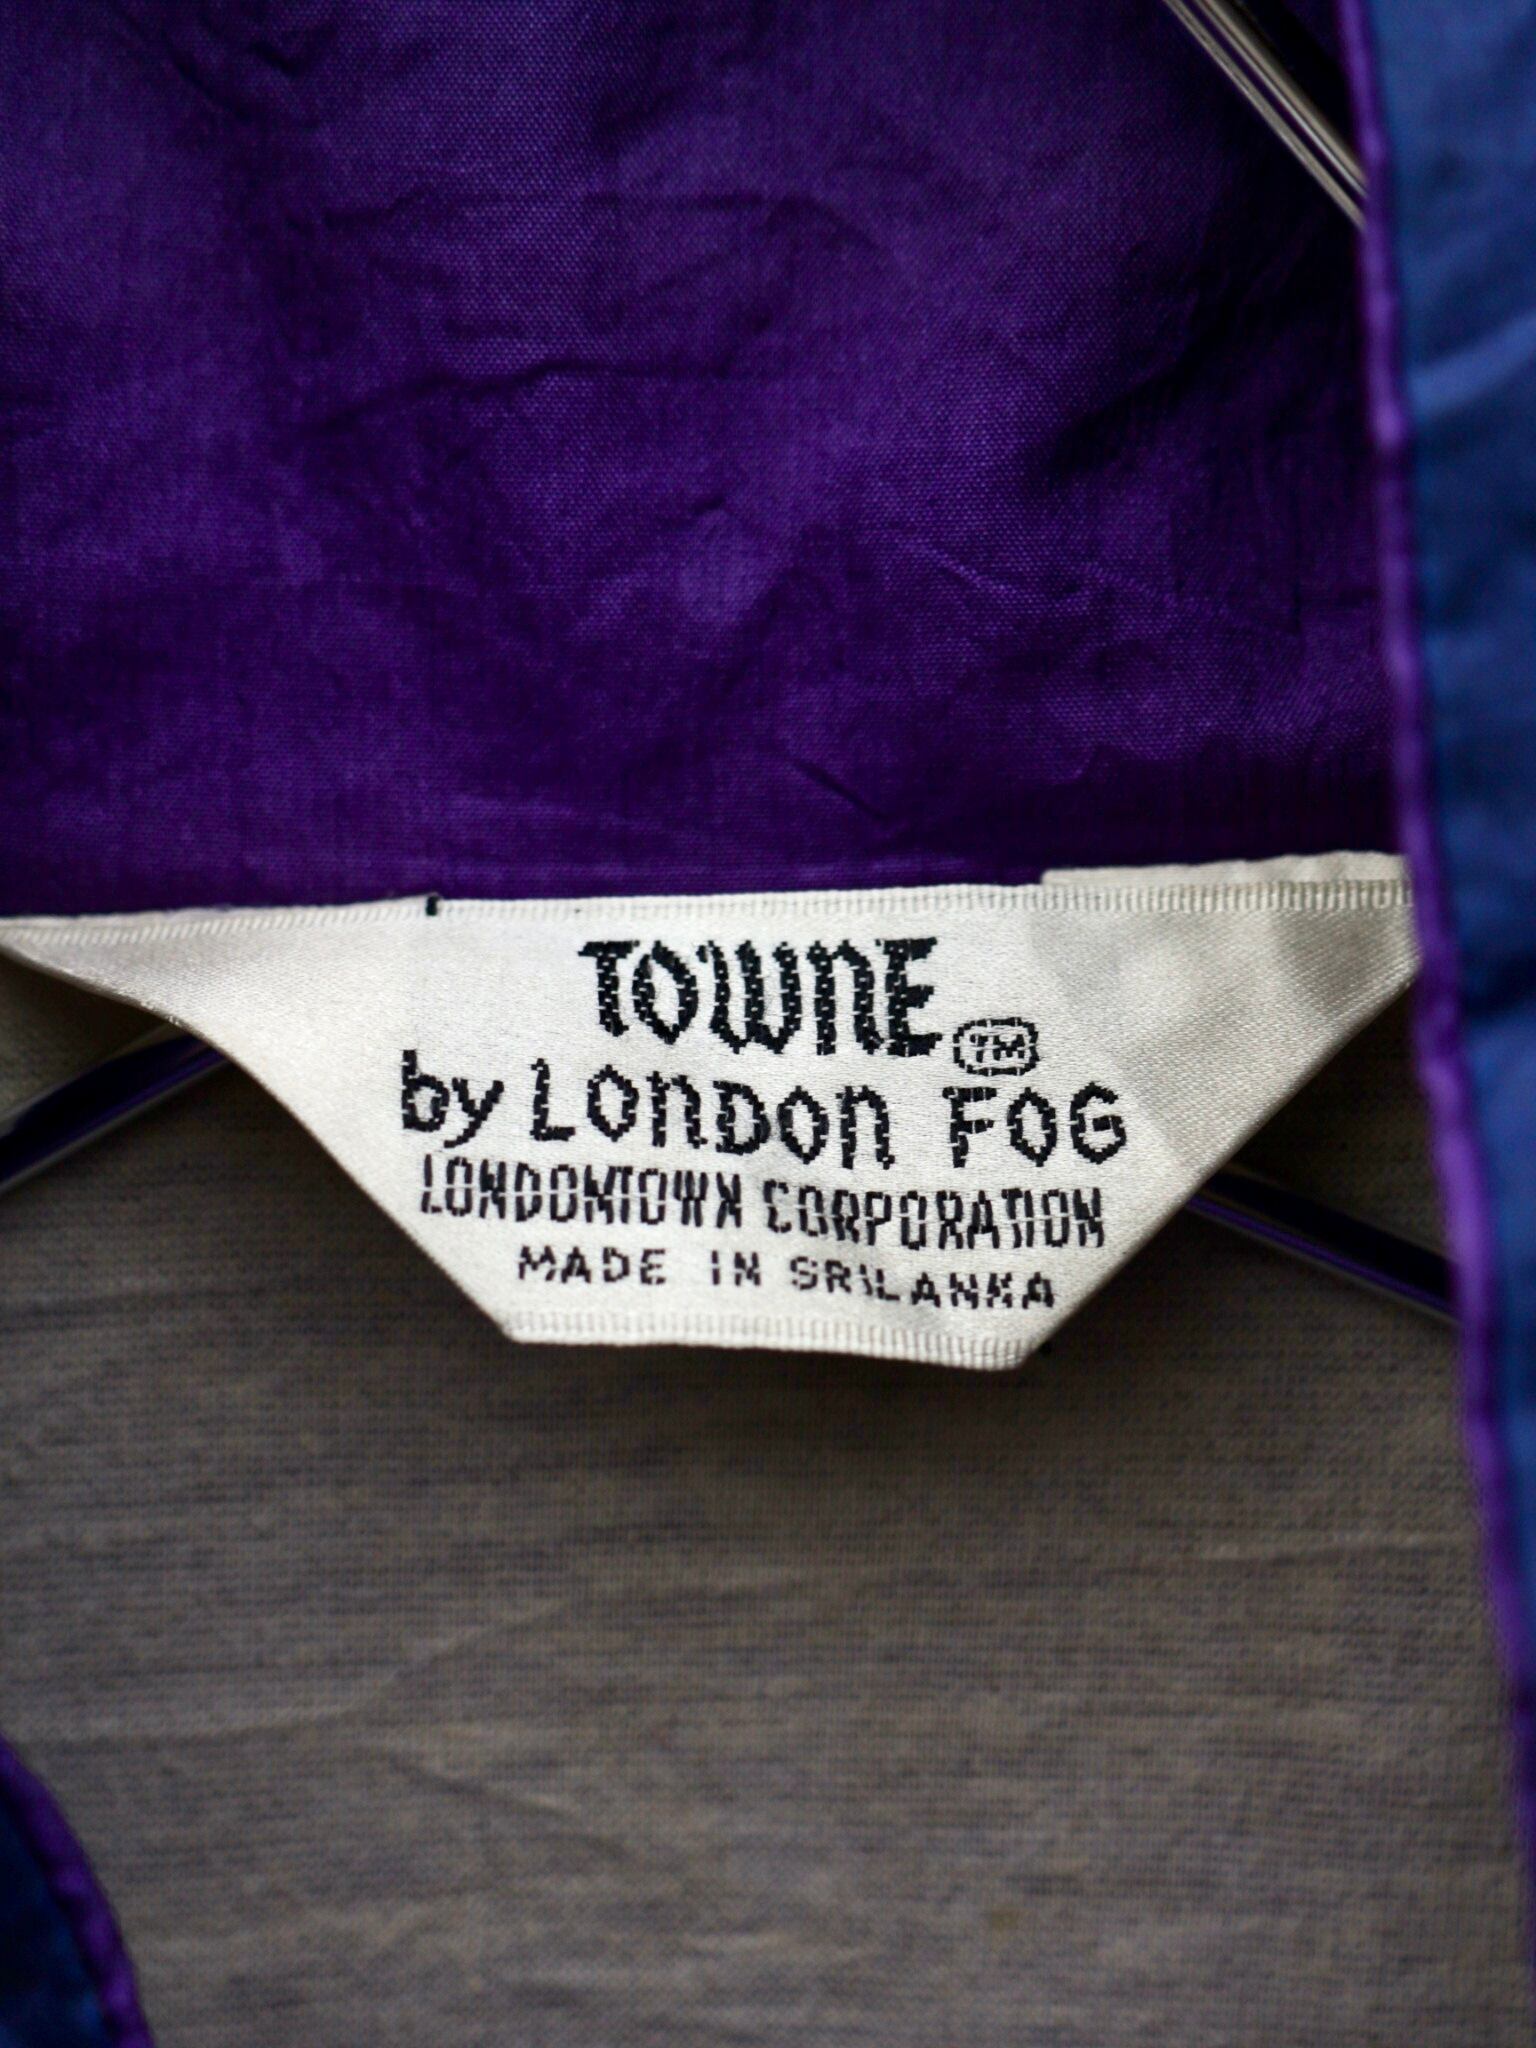 TOWNE TM
by LONDON FOG
LONDONTOWN CORPORATION
MADE IN SRILANKA